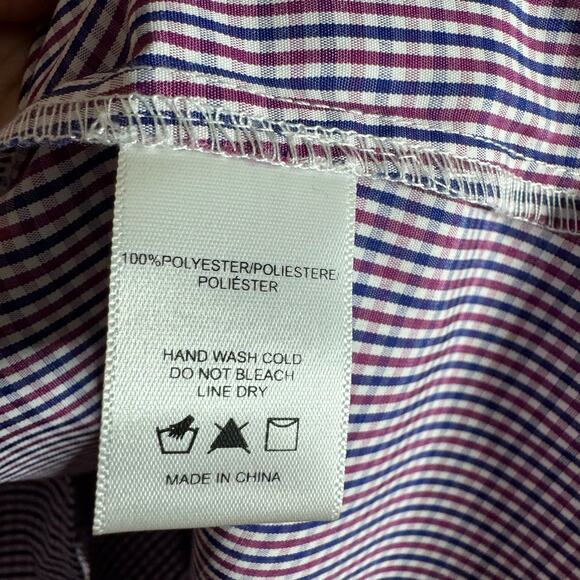 100%POLYESTER/POLIESTERE/
POLIÉSTER
HAND WASH COLD
DO NOT BLEACH
LINE DRY
MADE IN CHINA